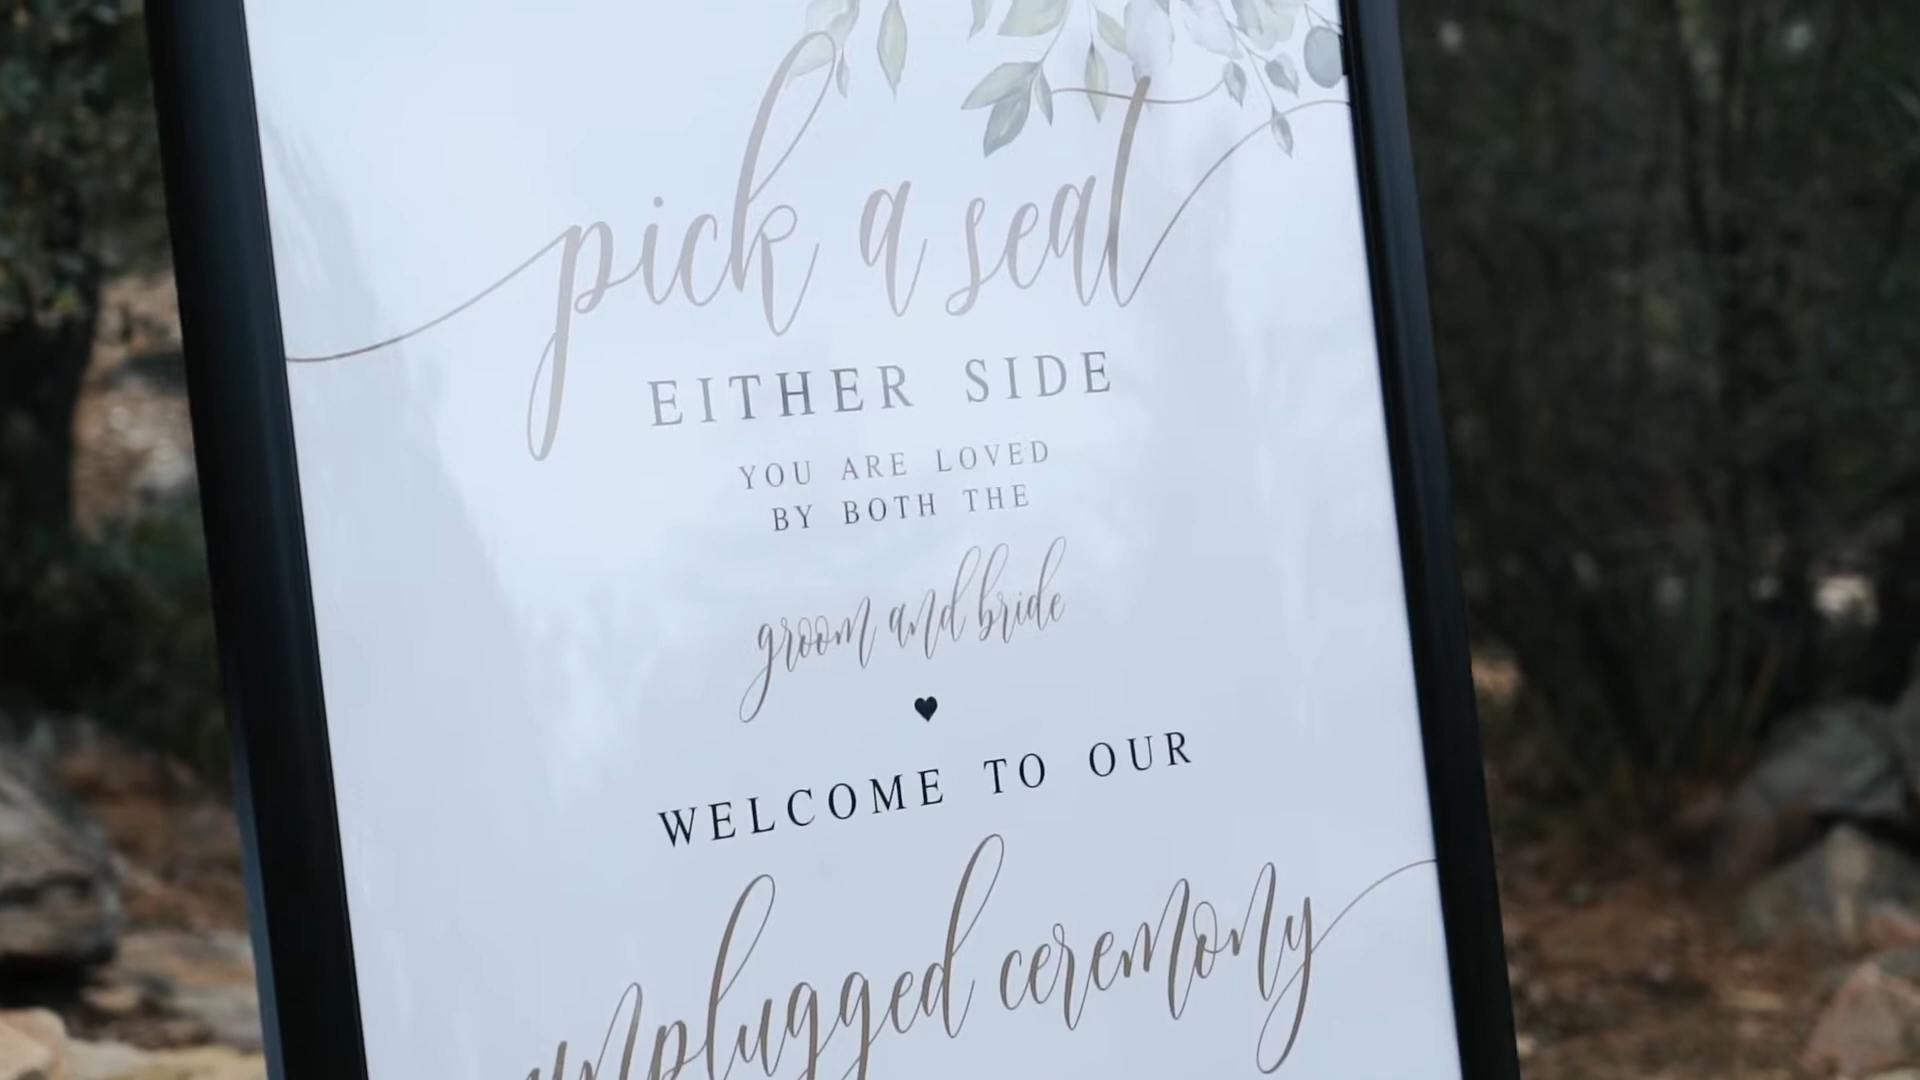 pick a seat
EITHER SIDE
YOU ARE LOVED
BY BOTH THE
groom and bride
WELCOME TO OUR
unplugged ceremony